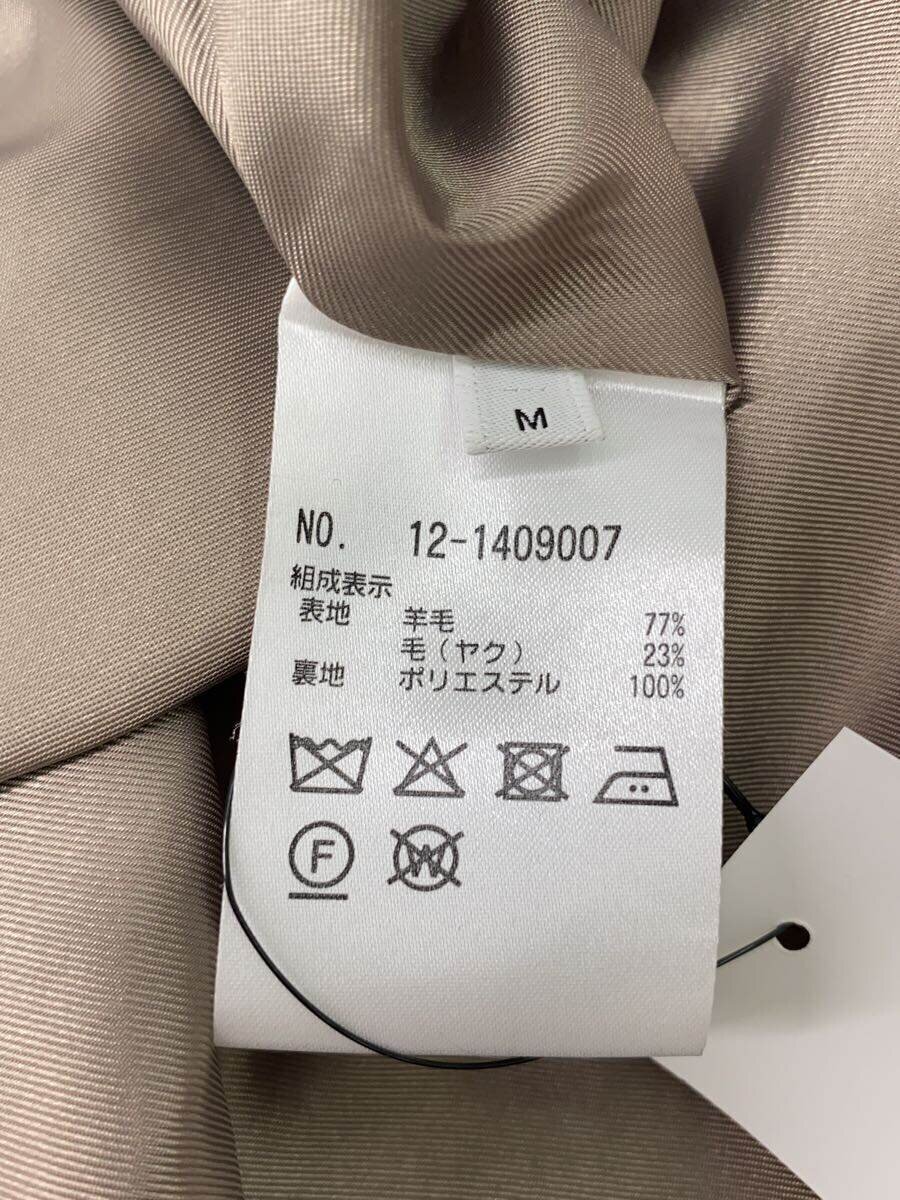 M
NO. 12-1409007
組成表示
表地 羊毛 77%
毛(ヤク) 23%
裏地 ポリエステル 100%
F
W